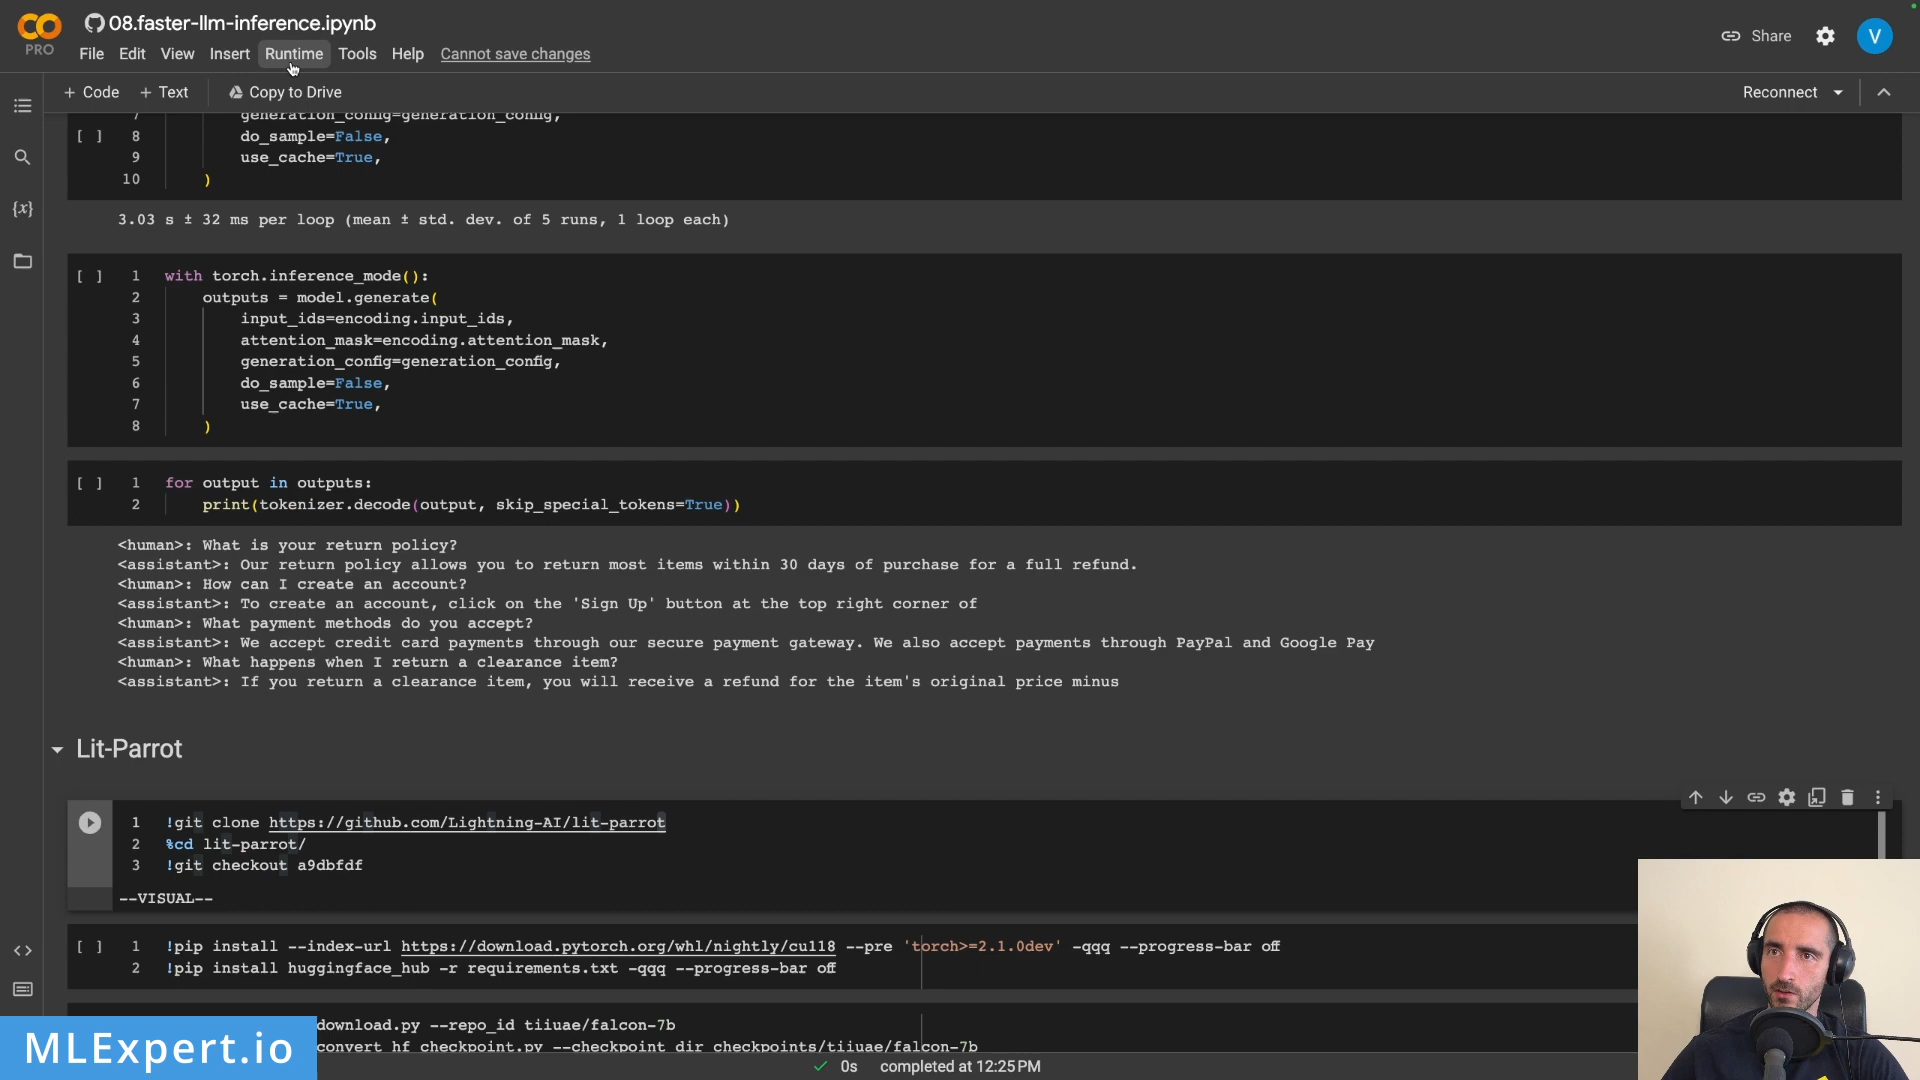 08.faster-llm-inference.ipynb
PRO
File Edit View Insert Runtime Tools Help Cannot save changes
Share
V
+ Code + Text Copy to Drive
Reconnect
7 generation_config=generation_config,
[ ] 8 do_sample=False,
9 use_cache=True,
10 )
3.03 s ± 32 ms per loop (mean ± std. dev. of 5 runs, 1 loop each)
[ ] 1 with torch.inference_mode():
2 outputs = model.generate(
3 input_ids=encoding.input_ids,
4 attention_mask=encoding.attention_mask,
5 generation_config=generation_config,
6 do_sample=False,
7 use_cache=True,
8 )
[ ] 1 for output in outputs:
2 print(tokenizer.decode(output, skip_special_tokens=True))
<human>: What is your return policy?
<assistant>: Our return policy allows you to return most items within 30 days of purchase for a full refund.
<human>: How can I create an account?
<assistant>: To create an account, click on the 'Sign Up' button at the top right corner of
<human>: What payment methods do you accept?
<assistant>: We accept credit card payments through our secure payment gateway. We also accept payments through PayPal and Google Pay
<human>: What happens when I return a clearance item?
<assistant>: If you return a clearance item, you will receive a refund for the item's original price minus
Lit-Parrot
1 !git clone https://github.com/Lightning-AI/lit-parrot
2 %cd lit-parrot/
3 !git checkout a9dbfdf
--VISUAL--
[ ] 1 !pip install --index-url https://download.pytorch.org/whl/nightly/cu118 --pre 'torch>=2.1.0dev' -qqq --progress-bar off
2 !pip install huggingface_hub -r requirements.txt -qqq --progress-bar off
download.py --repo_id tiiuae/falcon-7b
convert_hf_checkpoint.py --checkpoint_dir checkpoints/tiiuae/falcon-7b
MLExpert.io
0s completed at 12:25 PM